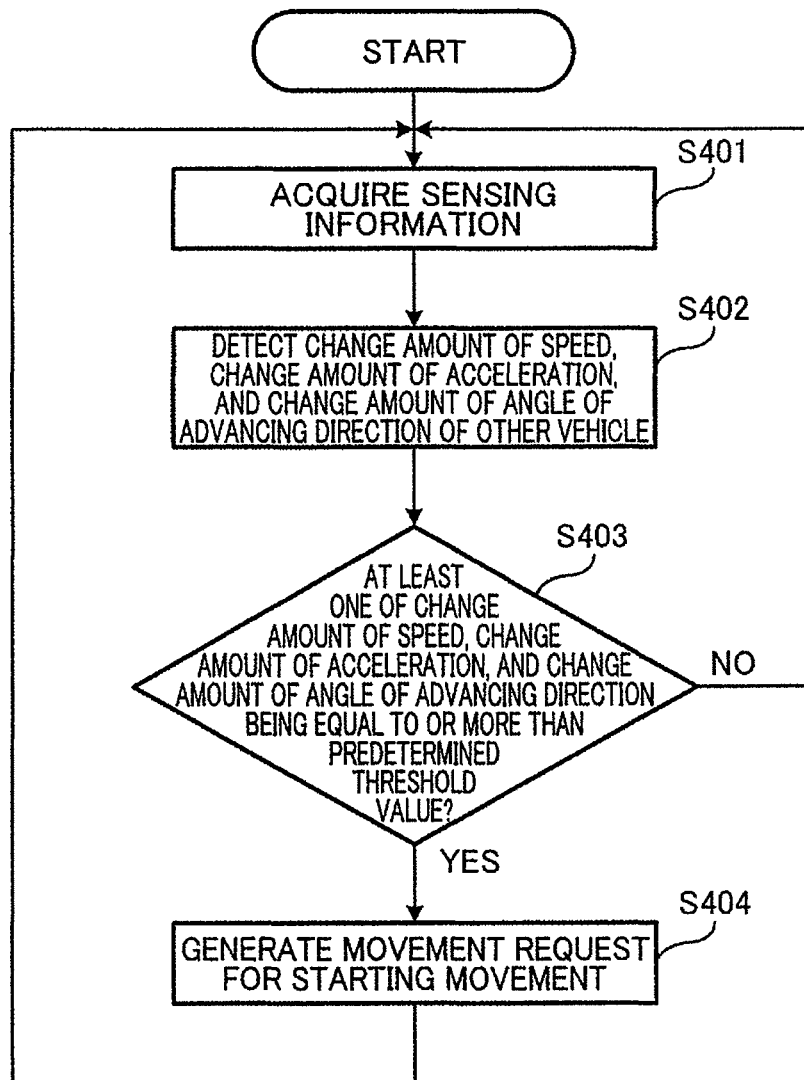 START
S401
ACQUIRE SENSING
INFORMATION
S402
DETECT CHANGE AMOUNT OF SPEED,
CHANGE AMOUNT OF ACCELERATION,
AND CHANGE AMOUNT OF ANGLE OF
ADVANCING DIRECTION OF OTHER VEHICLE
S403
AT LEAST
ONE OF CHANGE
AMOUNT OF SPEED, CHANGE
AMOUNT OF ACCELERATION, AND CHANGE
AMOUNT OF ANGLE OF ADVANCING DIRECTION
BEING EQUAL TO OR MORE THAN
PREDETERMINED
THRESHOLD
VALUE?
NO
YES
S404
GENERATE MOVEMENT REQUEST
FOR STARTING MOVEMENT